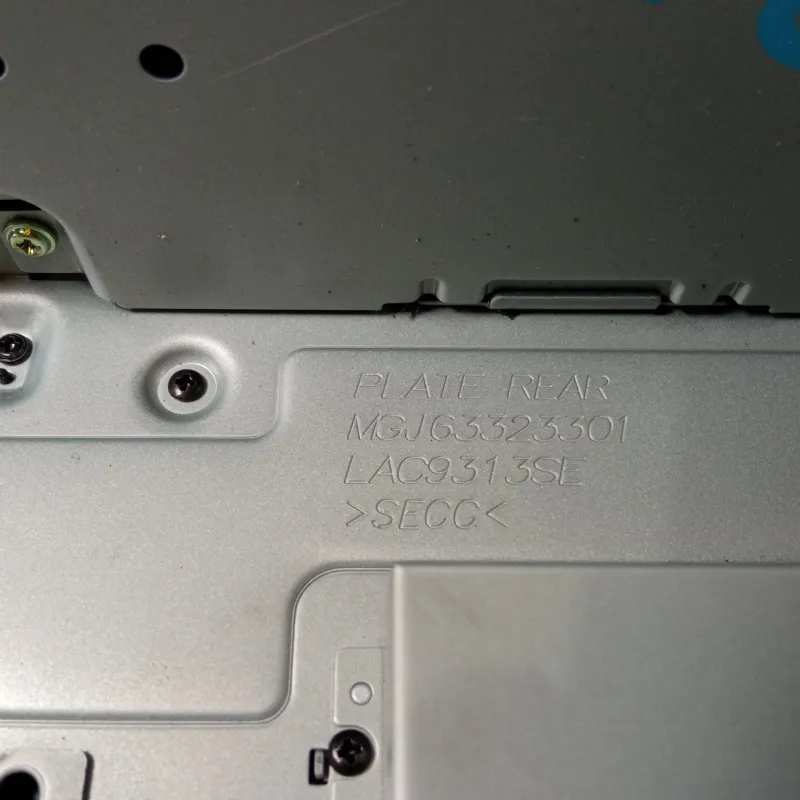 PLATE REAR
MGJ63323301
LAC9313SE
>SECC<